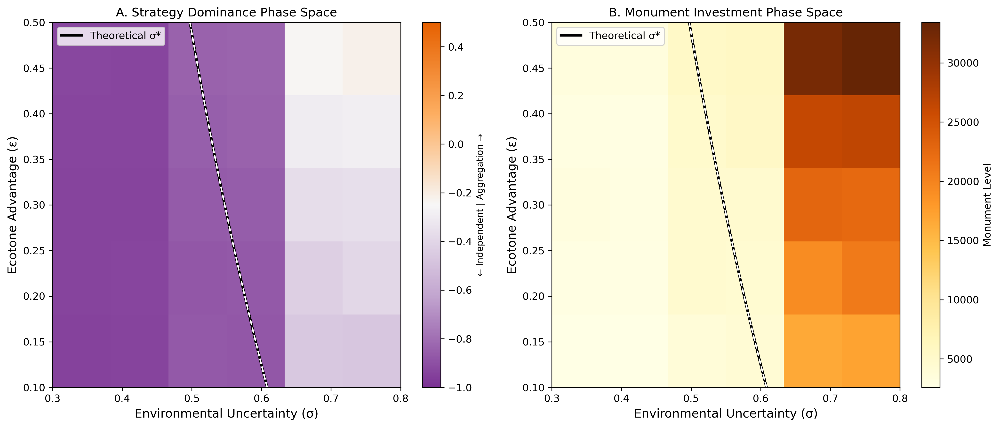 A. Strategy Dominance Phase Space
Theoretical σ*
0.50
0.45
0.40
0.35
0.30
0.25
0.20
0.15
0.10
Ecotone Advantage (ε)
0.3 0.4 0.5 0.6 0.7 0.8
Environmental Uncertainty (σ)
0.4
0.2
0.0
−0.2
−0.4
−0.6
−0.8
−1.0
← Independent | Aggregation →
B. Monument Investment Phase Space
Theoretical σ*
0.50
0.45
0.40
0.35
0.30
0.25
0.20
0.15
0.10
Ecotone Advantage (ε)
0.3 0.4 0.5 0.6 0.7 0.8
Environmental Uncertainty (σ)
30000
25000
20000
15000
10000
5000
Monument Level